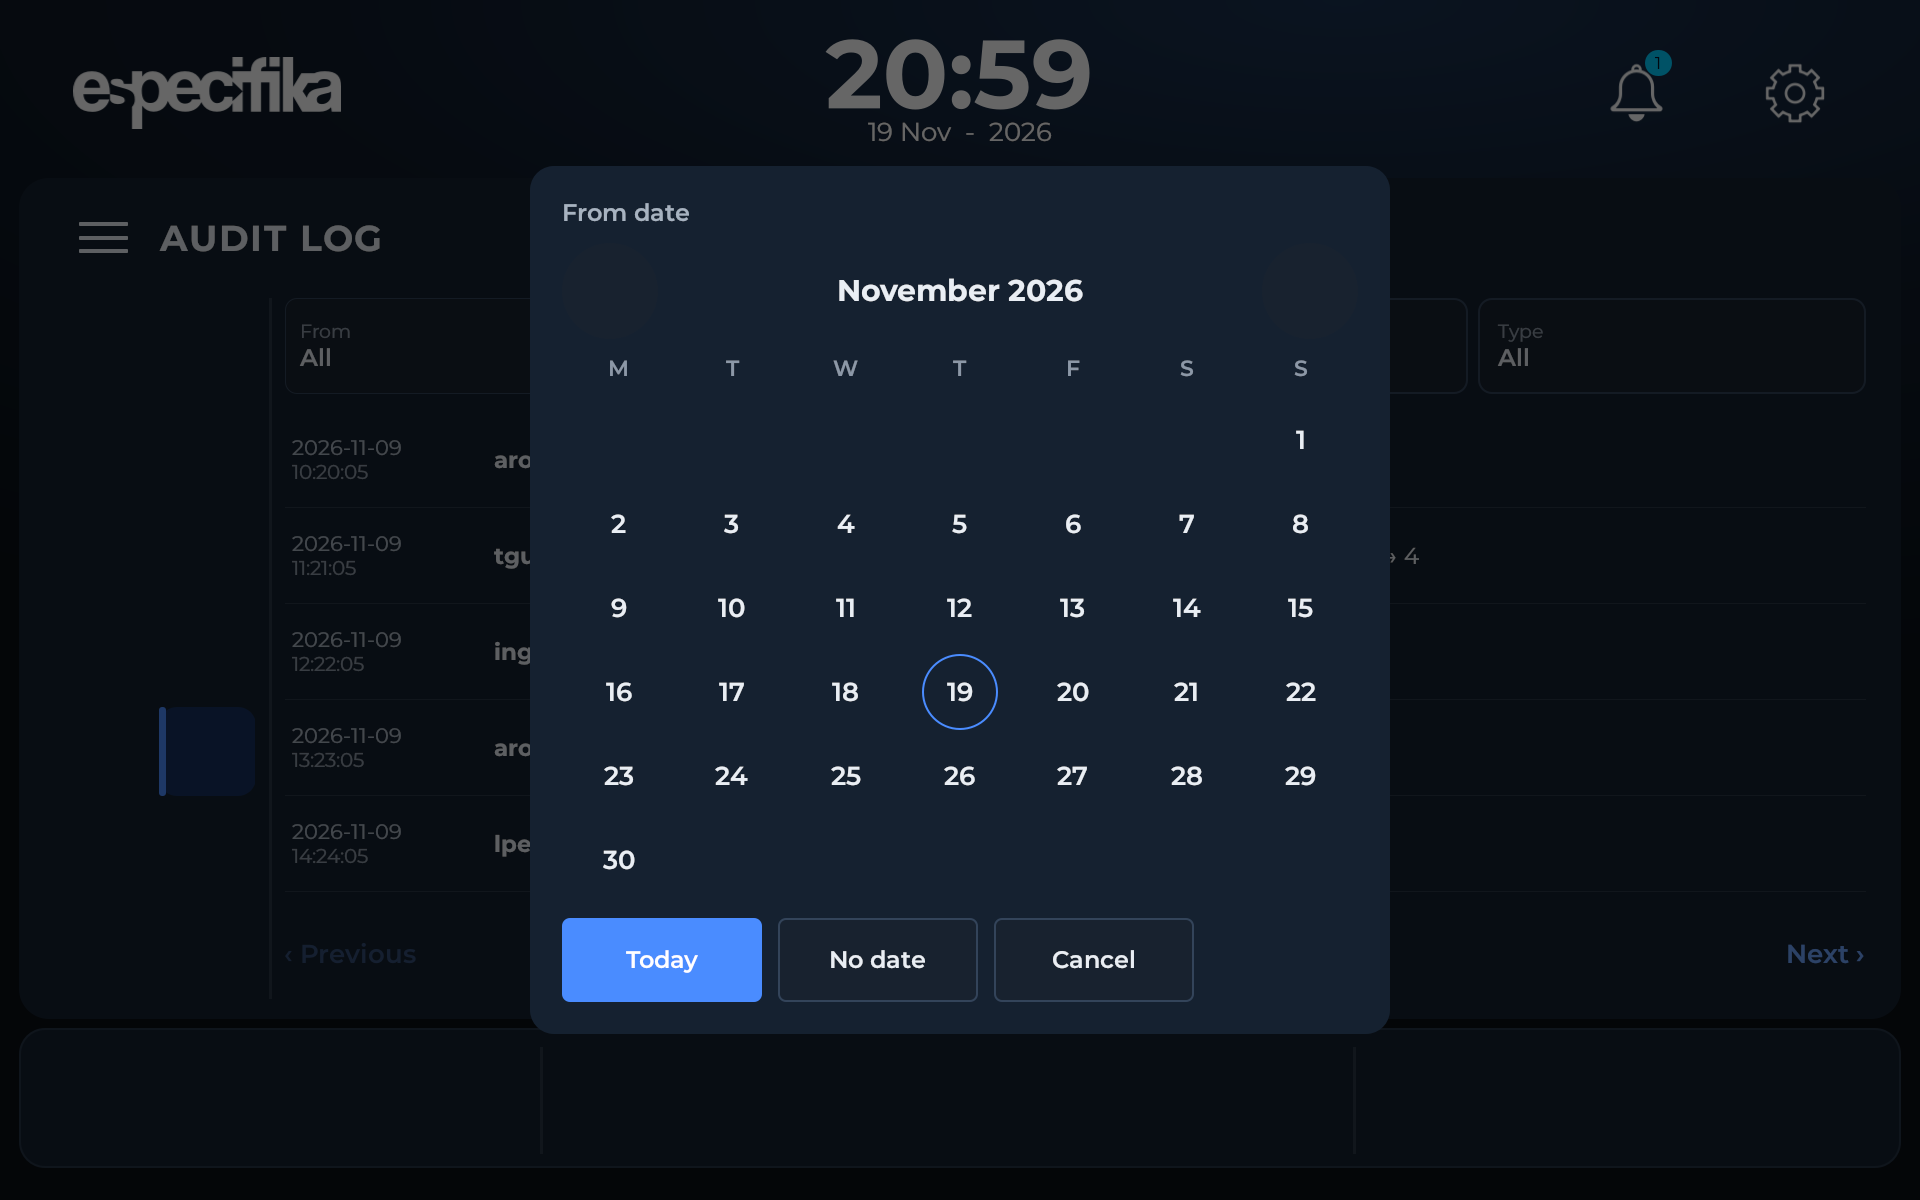 especifika
20:59
19 Nov - 2026
1
AUDIT LOG
From date
November 2026
M T W T F S S
1
2 3 4 5 6 7 8
9 10 11 12 13 14 15
16 17 18 19 20 21 22
23 24 25 26 27 28 29
30
Today
No date
Cancel
From
All
Type
All
2026-11-09
10:20:05
2026-11-09
11:21:05
→ 4
2026-11-09
12:22:05
2026-11-09
13:23:05
2026-11-09
14:24:05
‹ Previous
Next ›